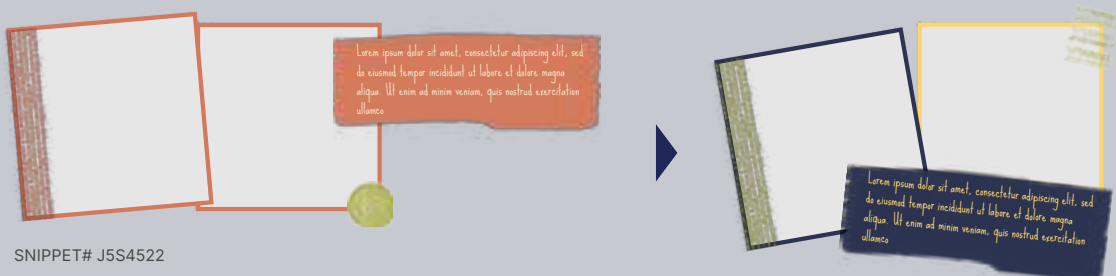 Lorem ipsum dolor sit amet, consectetur adipiscing elit, sed
do eiusmod tempor incididunt ut labore et dolore magna
aliqua. Ut enim ad minim veniam, quis nostrud exercitation
ullamco
Lorem ipsum dolor sit amet, consectetur adipiscing elit, sed
do eiusmod tempor incididunt ut labore et dolore magna
aliqua. Ut enim ad minim veniam, quis nostrud exercitation
ullamco
SNIPPET# J5S4522